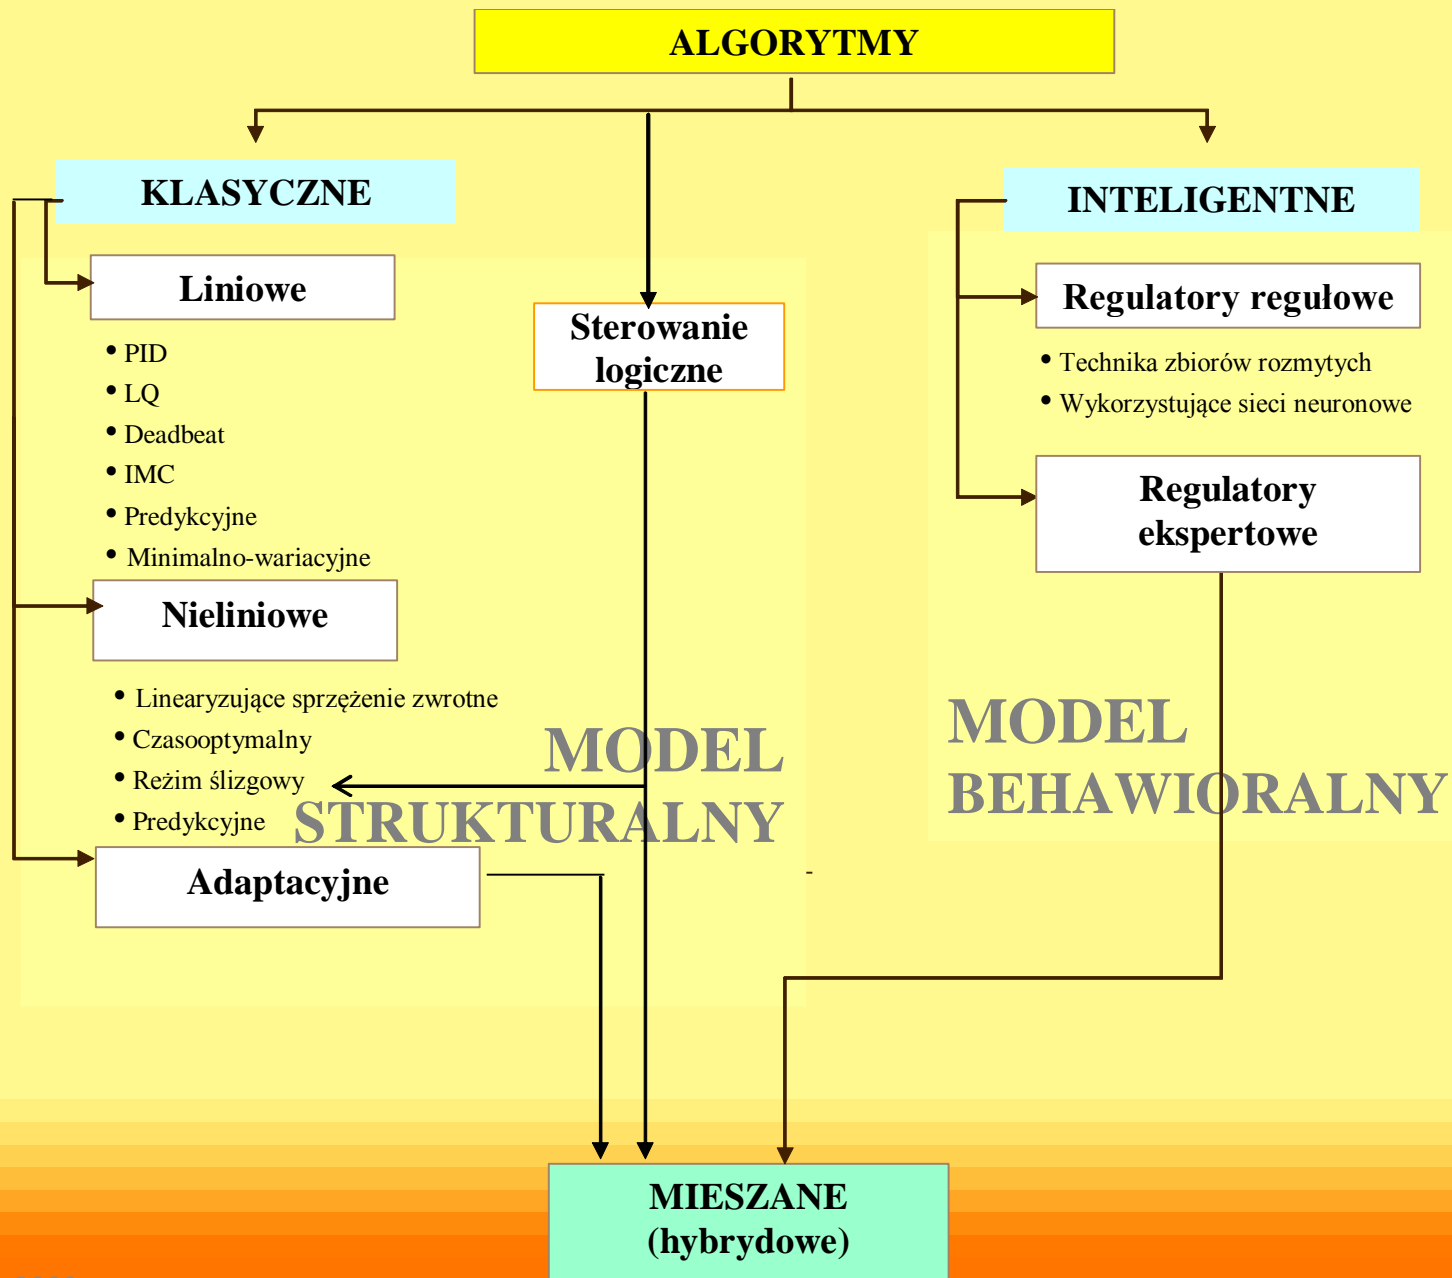 ALGORYTMY
KLASYCZNE
Liniowe
• PID
• LQ
• Deadbeat
• IMC
• Predykcyjne
• Minimalno-wariacyjne
Nieliniowe
• Linearyzujące sprzężenie zwrotne
• Czasooptymalny
• Reżim ślizgowy
• Predykcyjne
Adaptacyjne
Sterowanie
logiczne
MODEL
STRUKTURALNY
INTELIGENTNE
Regulatory regułowe
• Technika zbiorów rozmytych
• Wykorzystujące sieci neuronowe
Regulatory
ekspertowe
MODEL
BEHAWIORALNY
MIESZANE
(hybrydowe)